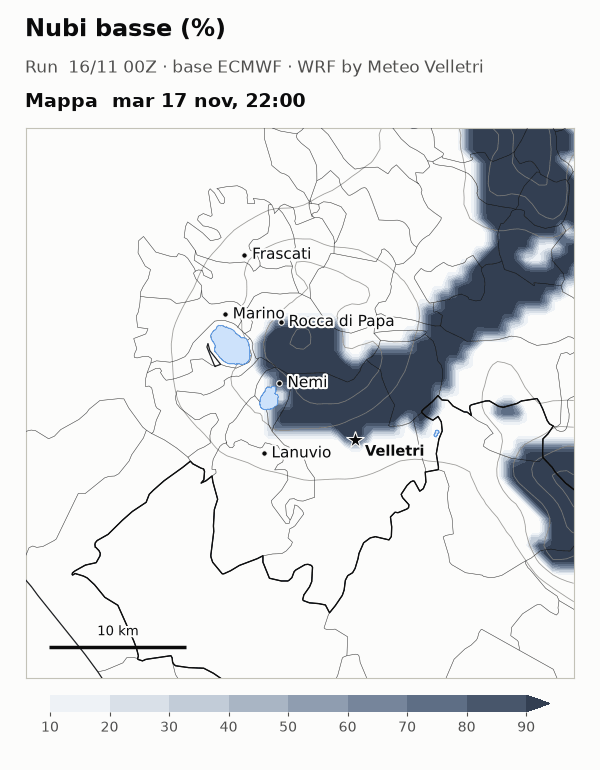 Nubi basse (%)
Run  16/11 00Z · base ECMWF · WRF by Meteo Velletri
Mappa  mar 17 nov, 22:00
Frascati
Marino
Rocca di Papa
Nemi
Velletri
Lanuvio
10 km
10 20 30 40 50 60 70 80 90